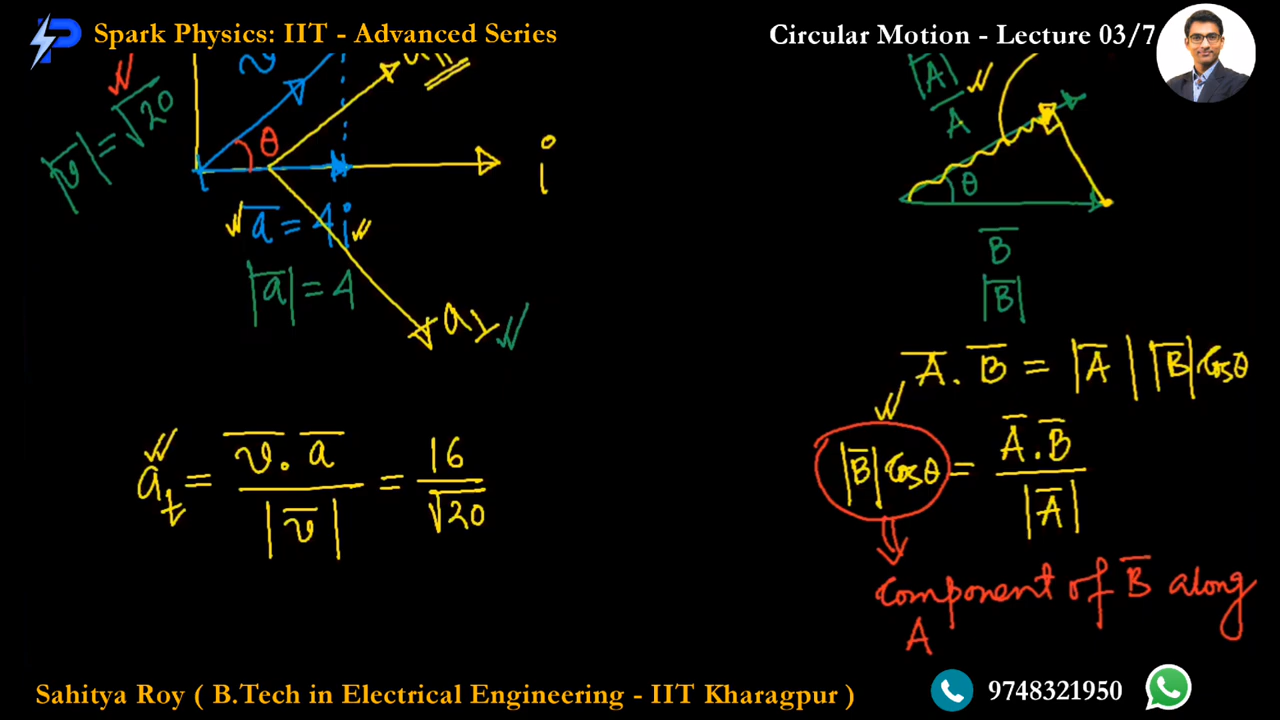 Spark Physics: IIT - Advanced Series
Circular Motion - Lecture 03/7
|v̅| = √20
v
θ
i
a̅ = 4i
|a̅| = 4
a⊥
|A̅|
A̅
θ
B̅
|B̅|
A̅.B̅ = |A̅| |B̅| cosθ
aₜ = v̅.a̅ / |v̅| = 16 / √20
|B̅| cosθ = A̅.B̅ / |A̅|
Component of B̅ along
A
Sahitya Roy ( B.Tech in Electrical Engineering - IIT Kharagpur )
9748321950